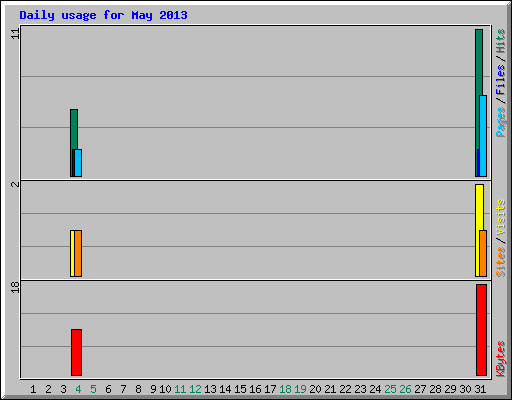 Daily usage for May 2013
11
Pages / Files / Hits
2
Sites / Visits
18
KBytes
1 2 3 4 5 6 7 8 9 10 11 12 13 14 15 16 17 18 19 20 21 22 23 24 25 26 27 28 29 30 31